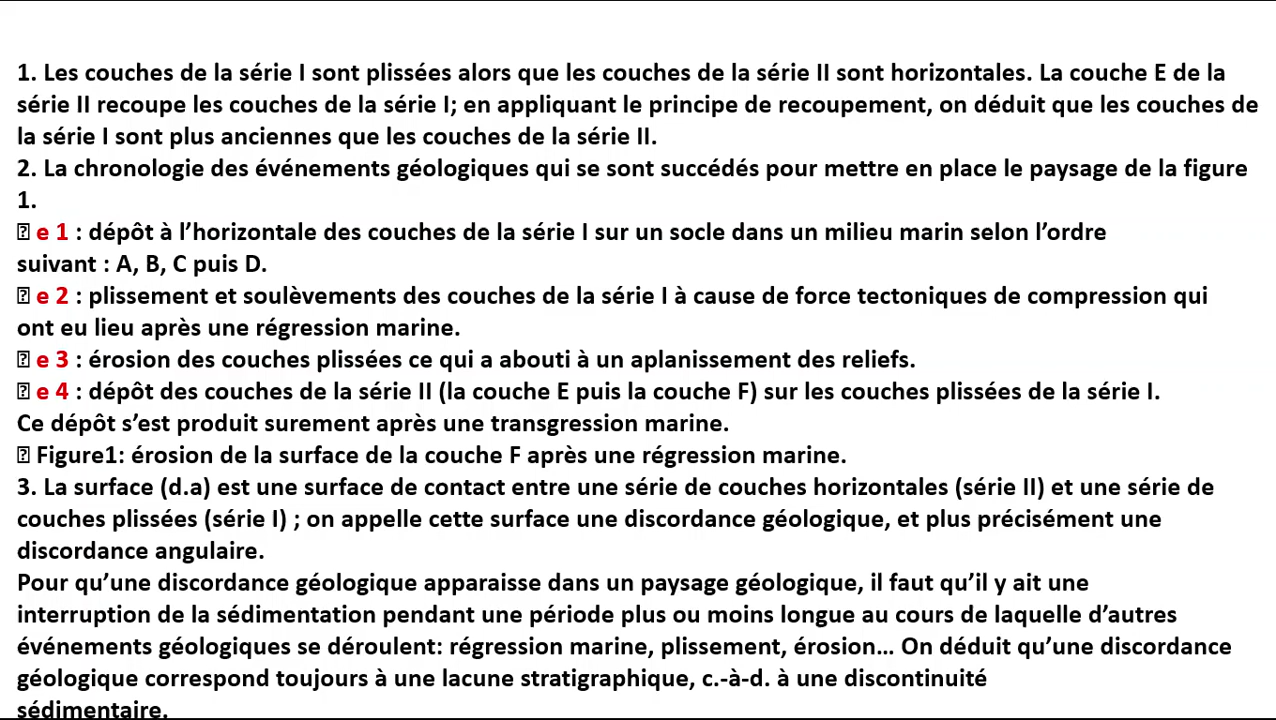 1. Les couches de la série I sont plissées alors que les couches de la série II sont horizontales. La couche E de la
série II recoupe les couches de la série I; en appliquant le principe de recoupement, on déduit que les couches de
la série I sont plus anciennes que les couches de la série II.
2. La chronologie des événements géologiques qui se sont succédés pour mettre en place le paysage de la figure
1.
⍰ e 1 : dépôt à l’horizontale des couches de la série I sur un socle dans un milieu marin selon l’ordre
suivant : A, B, C puis D.
⍰ e 2 : plissement et soulèvements des couches de la série I à cause de force tectoniques de compression qui
ont eu lieu après une régression marine.
⍰ e 3 : érosion des couches plissées ce qui a abouti à un aplanissement des reliefs.
⍰ e 4 : dépôt des couches de la série II (la couche E puis la couche F) sur les couches plissées de la série I.
Ce dépôt s’est produit surement après une transgression marine.
⍰ Figure1: érosion de la surface de la couche F après une régression marine.
3. La surface (d.a) est une surface de contact entre une série de couches horizontales (série II) et une série de
couches plissées (série I) ; on appelle cette surface une discordance géologique, et plus précisément une
discordance angulaire.
Pour qu’une discordance géologique apparaisse dans un paysage géologique, il faut qu’il y ait une
interruption de la sédimentation pendant une période plus ou moins longue au cours de laquelle d’autres
événements géologiques se déroulent: régression marine, plissement, érosion… On déduit qu’une discordance
géologique correspond toujours à une lacune stratigraphique, c.-à-d. à une discontinuité
sédimentaire.